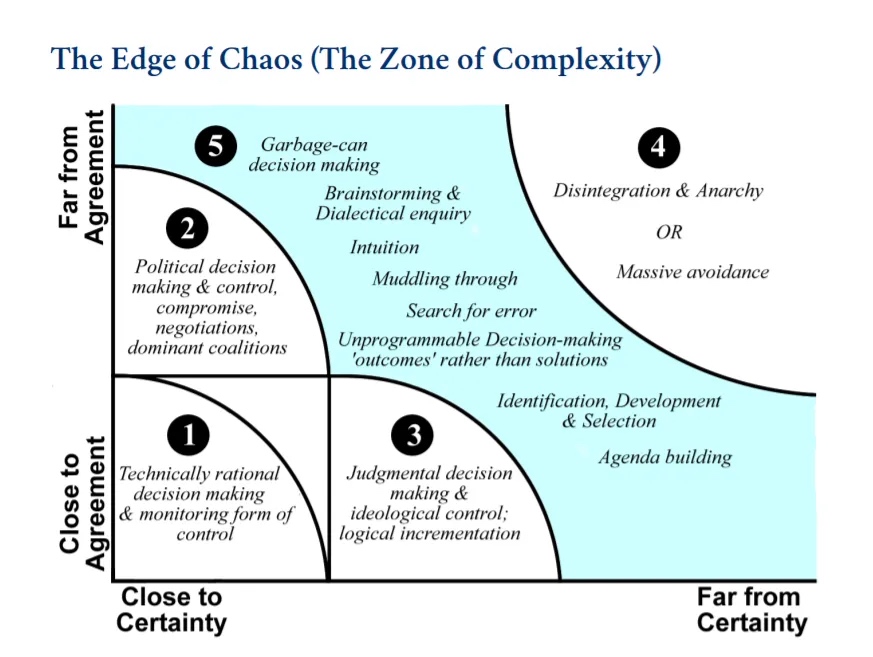 The Edge of Chaos (The Zone of Complexity)
Far from
Agreement
5
Garbage-can
decision making
Brainstorming &
Dialectical enquiry
Intuition
Muddling through
Search for error
Unprogrammable Decision-making
'outcomes' rather than solutions
Identification, Development
& Selection
Agenda building
4
Disintegration & Anarchy
OR
Massive avoidance
2
Political decision
making & control,
compromise,
negotiations,
dominant coalitions
Close to
Agreement
1
Technically rational
decision making
& monitoring form of
control
3
Judgmental decision
making &
ideological control;
logical incrementation
Close to
Certainty
Far from
Certainty